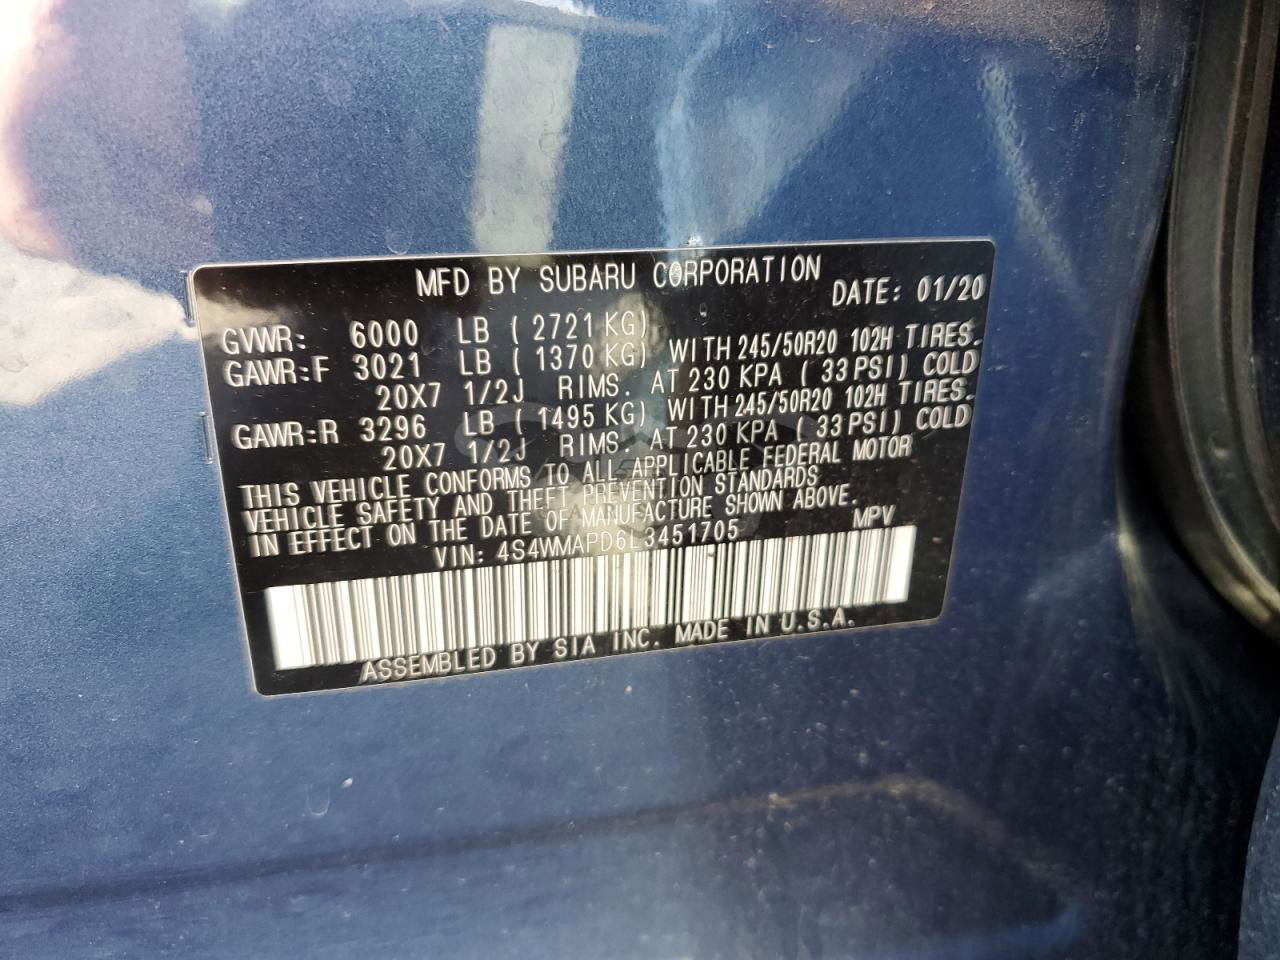 MFD BY SUBARU CORPORATION
DATE: 01/20
GVWR: 6000 LB ( 2721 KG)
GAWR:F 3021 LB ( 1370 KG) WITH 245/50R20 102H TIRES.
20X7 1/2J RIMS. AT 230 KPA ( 33 PSI) COLD
GAWR:R 3296 LB ( 1495 KG) WITH 245/50R20 102H TIRES.
20X7 1/2J RIMS. AT 230 KPA ( 33 PSI) COLD
THIS VEHICLE CONFORMS TO ALL APPLICABLE FEDERAL MOTOR
VEHICLE SAFETY AND THEFT PREVENTION STANDARDS
IN EFFECT ON THE DATE OF MANUFACTURE SHOWN ABOVE.
VIN: 4S4WMAPD6L3451705 MPV
ASSEMBLED BY SIA INC. MADE IN U.S.A.